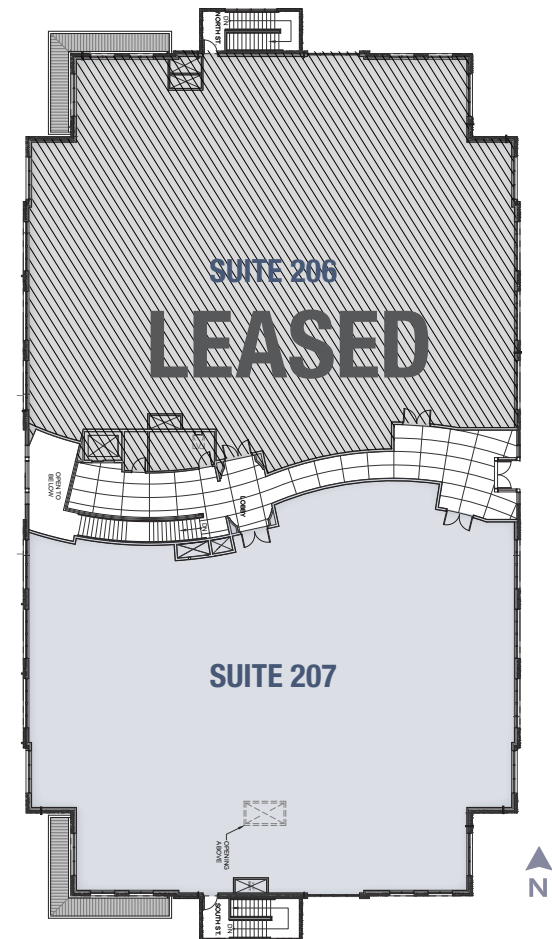 NORTH ST.
DN
SUITE 206
LEASED
OPEN TO
BELOW
LOBBY
DN
SUITE 207
OPENING
ABOVE
SOUTH ST.
DN
N